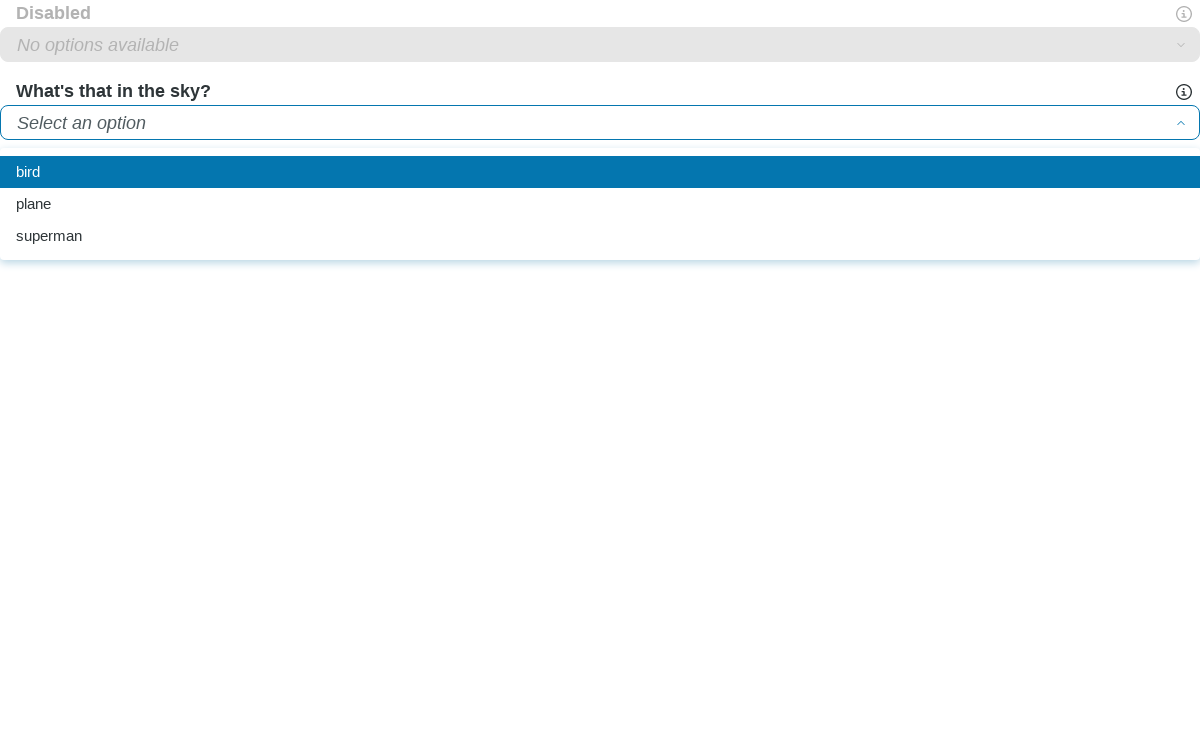 Disabled
No options available
What's that in the sky?
Select an option
bird
plane
superman